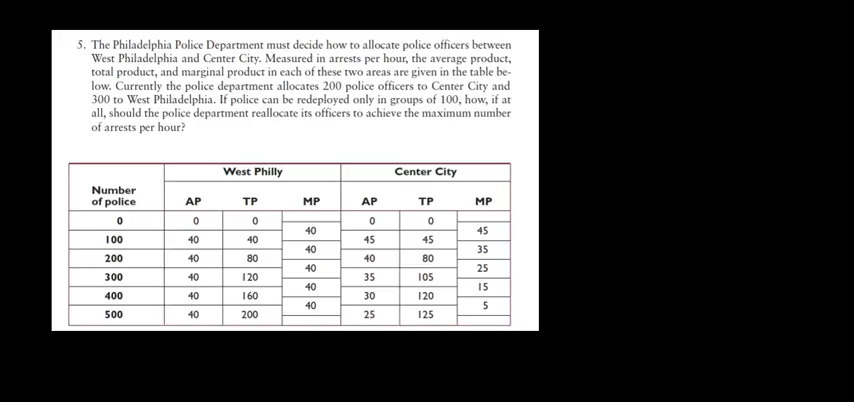 5. The Philadelphia Police Department must decide how to allocate police officers between
West Philadelphia and Center City. Measured in arrests per hour, the average product,
total product, and marginal product in each of these two areas are given in the table be-
low. Currently the police department allocates 200 police officers to Center City and
300 to West Philadelphia. If police can be redeployed only in groups of 100, how, if at
all, should the police department reallocate its officers to achieve the maximum number
of arrests per hour?
West Philly Center City
Number
of police AP TP MP AP TP MP
0 0 0 0 0
40 45
100 40 40 45 45
40 35
200 40 80 40 80
40 25
300 40 120 35 105
40 15
400 40 160 30 120
40 5
500 40 200 25 125